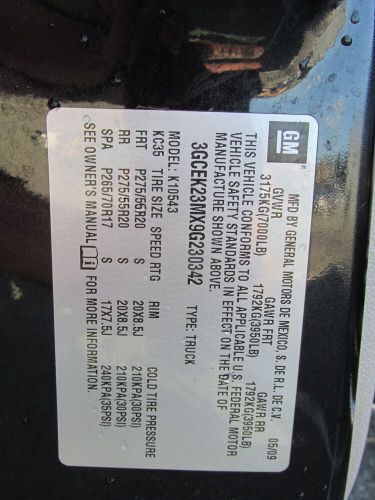 GM
MFD BY GENERAL MOTORS DE MEXICO, S. DE R.L. DE C.V.
05/09
GVWR GAWR FRT GAWR RR
3175KG(7000LB) 1792KG(3950LB) 1792KG(3950LB)
THIS VEHICLE CONFORMS TO ALL APPLICABLE U.S. FEDERAL MOTOR
VEHICLE SAFETY STANDARDS IN EFFECT ON THE DATE OF
MANUFACTURE SHOWN ABOVE.
3GCEK23MX9G230342 TYPE: TRUCK
MODEL: K10543
KC35 TIRE SIZE SPEED RTG RIM COLD TIRE PRESSURE
FRT P275/55R20 S 20X8.5J 210KPA(30PSI)
RR P275/55R20 S 20X8.5J 210KPA(30PSI)
SPA P265/70R17 S 17X7.5J 240KPA(35PSI)
SEE OWNER'S MANUAL FOR MORE INFORMATION.